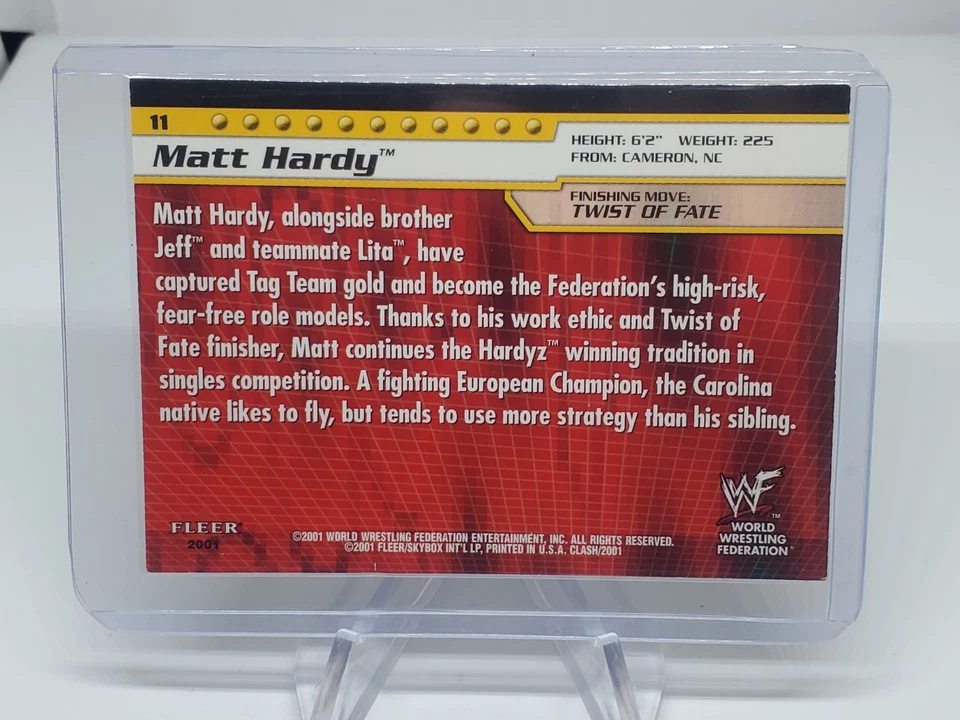 11
Matt Hardy™
HEIGHT: 6'2" WEIGHT: 225
FROM: CAMERON, NC
FINISHING MOVE:
TWIST OF FATE
Matt Hardy, alongside brother
Jeff™ and teammate Lita™, have
captured Tag Team gold and become the Federation's high-risk,
fear-free role models. Thanks to his work ethic and Twist of
Fate finisher, Matt continues the Hardyz™ winning tradition in
singles competition. A fighting European Champion, the Carolina
native likes to fly, but tends to use more strategy than his sibling.
FLEER®
2001
©2001 WORLD WRESTLING FEDERATION ENTERTAINMENT, INC. ALL RIGHTS RESERVED.
©2001 FLEER/SKYBOX INT'L LP, PRINTED IN U.S.A. CLASH/2001
WF™
WORLD
WRESTLING
FEDERATION®